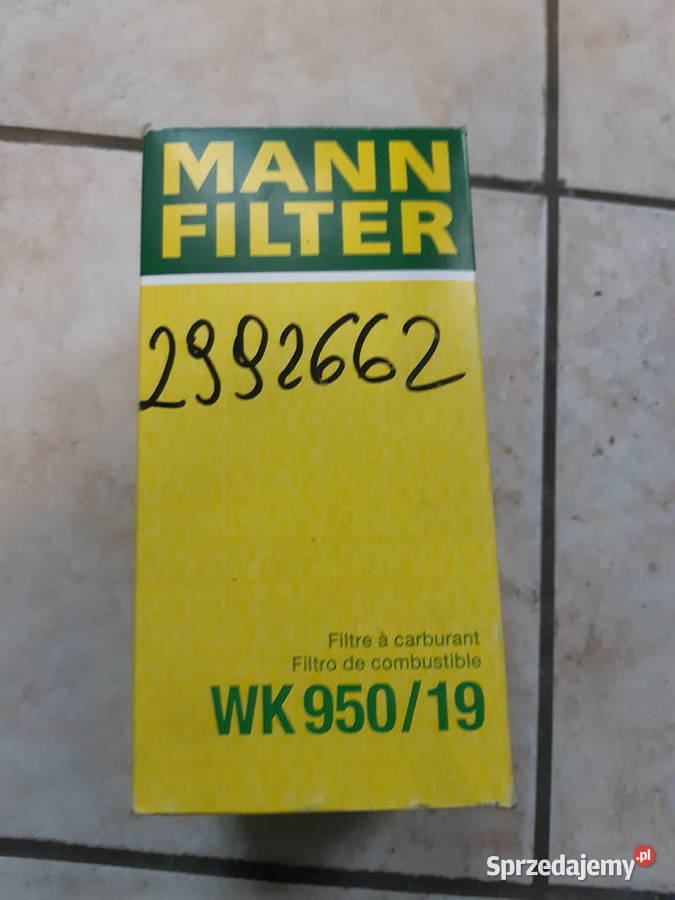 MANN
FILTER
2992662
Filtre à carburant
Filtro de combustible
WK 950/19
Sprzedajemy.pl